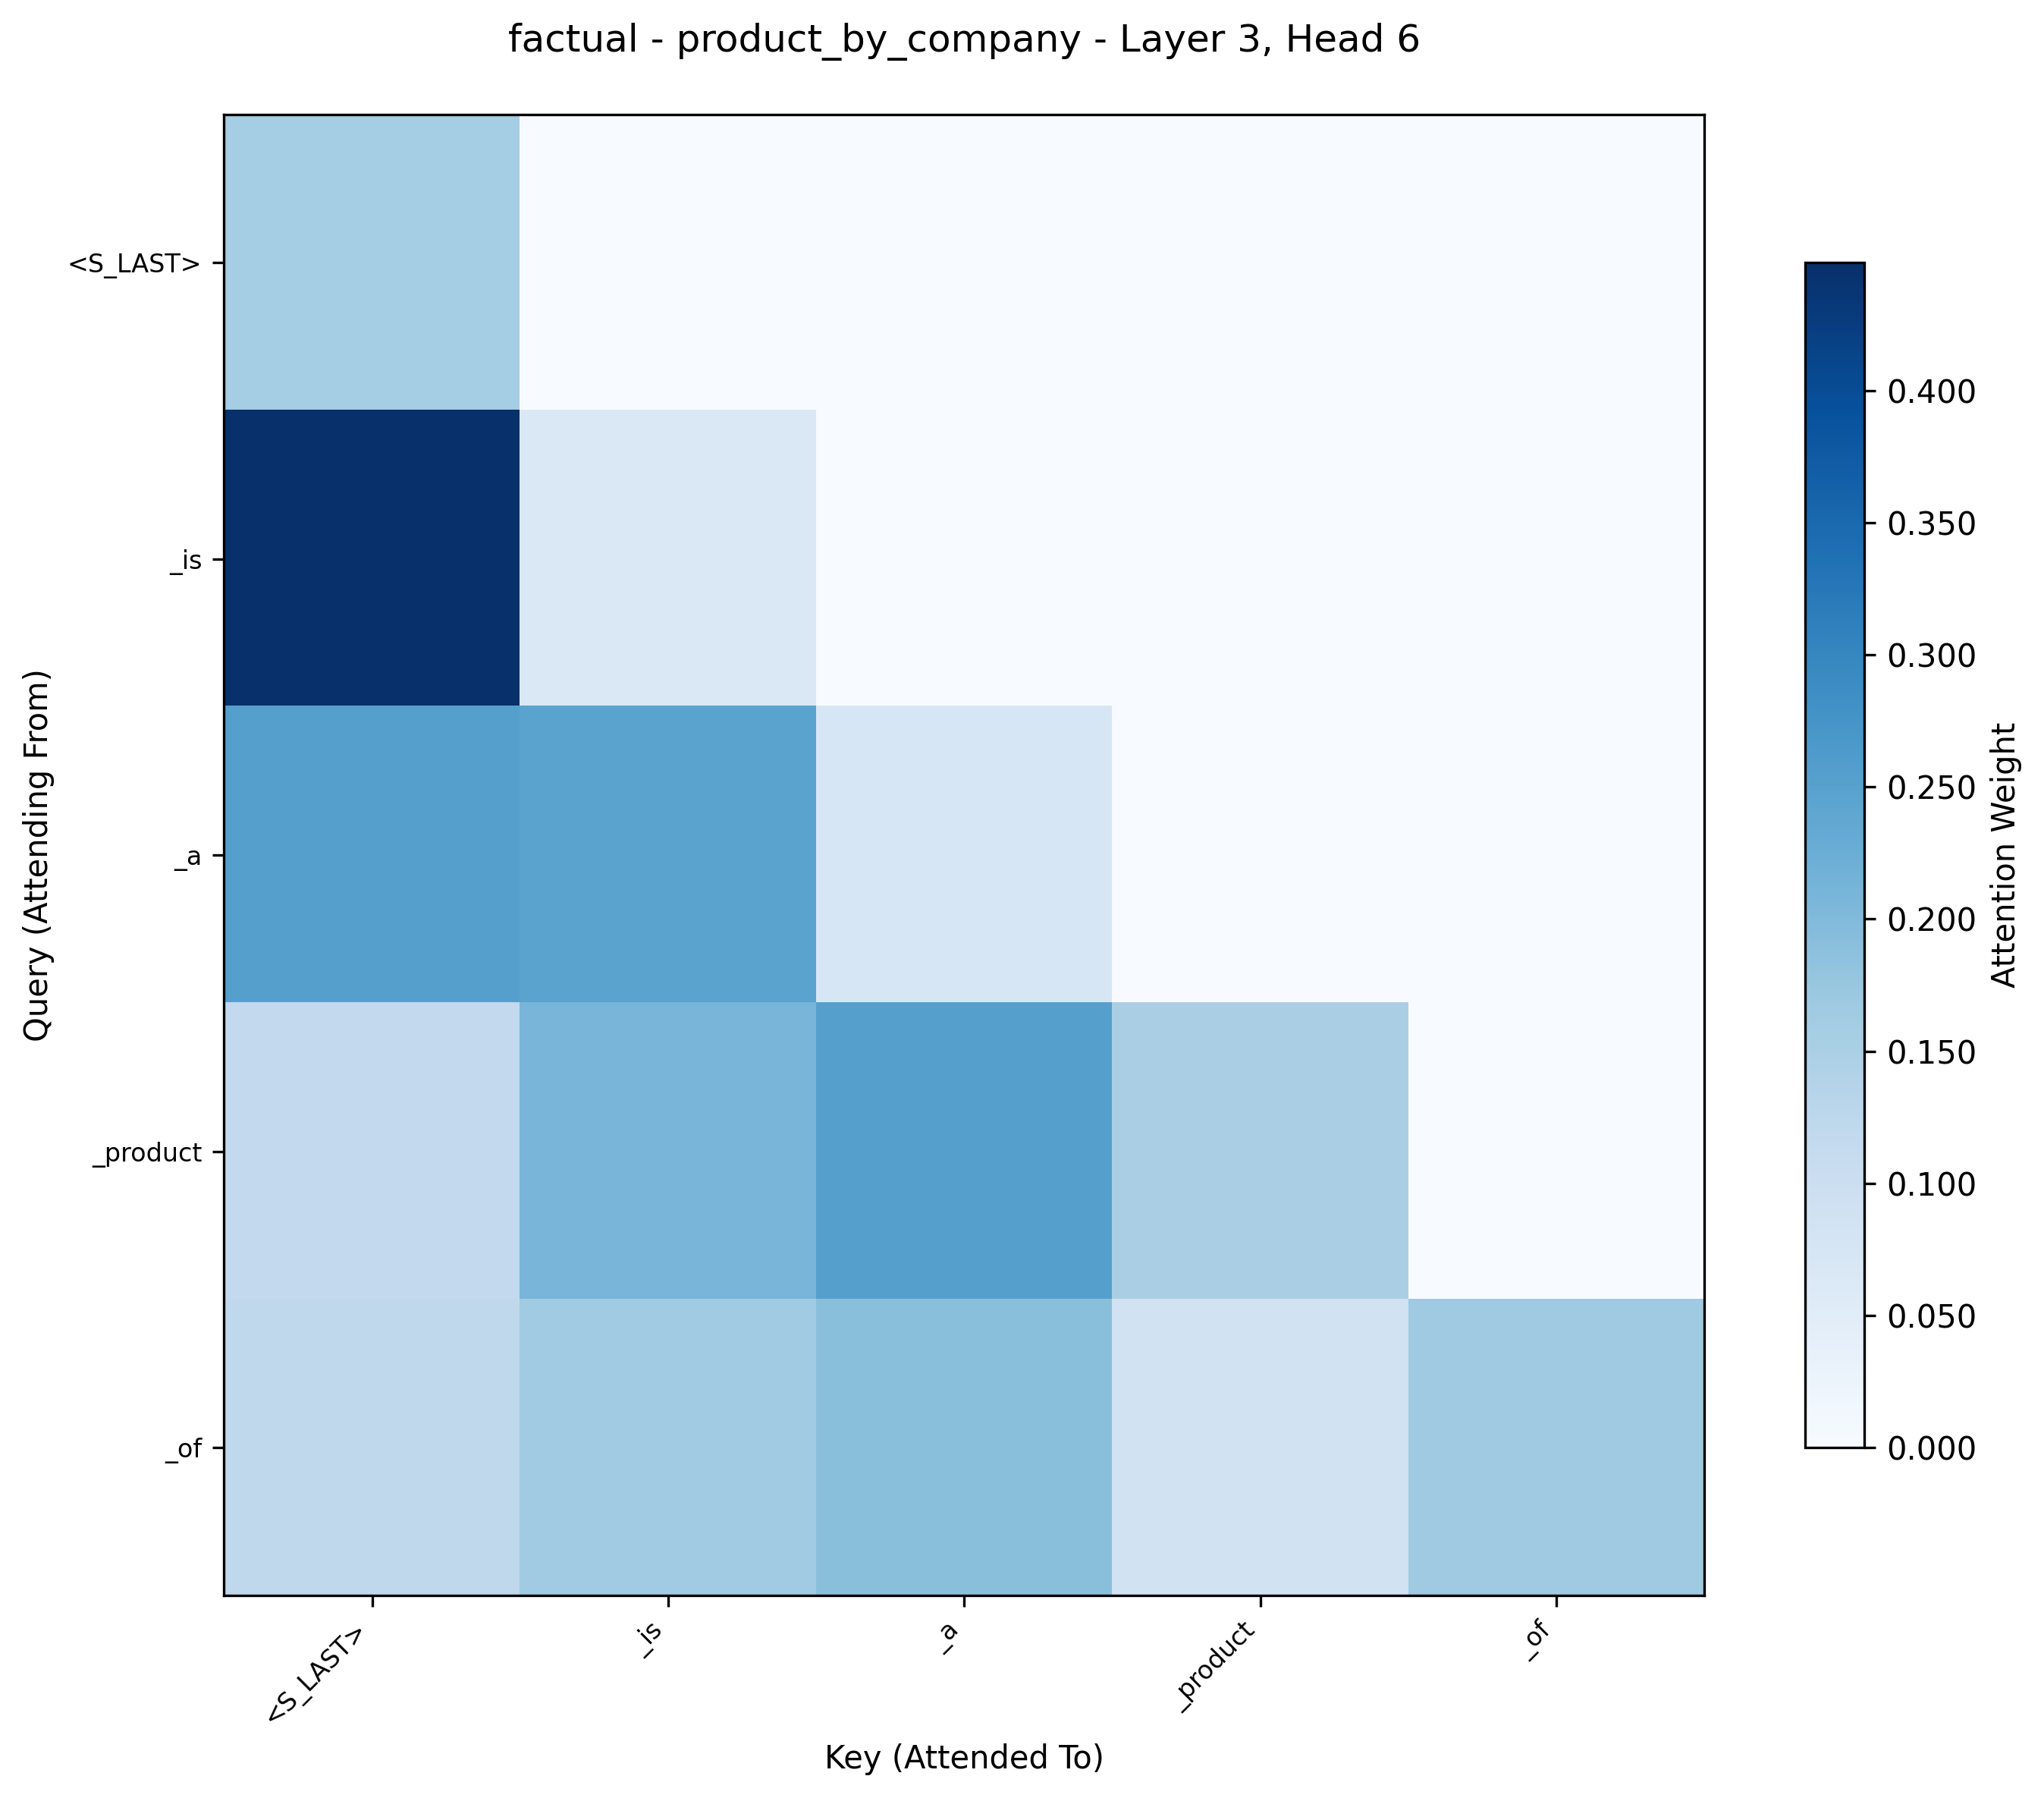 factual - product_by_company - Layer 3, Head 6
Query (Attending From)
<S_LAST>
_is
_a
_product
_of
<S_LAST>
_is
_a
_product
_of
Key (Attended To)
0.400
0.350
0.300
0.250
0.200
0.150
0.100
0.050
0.000
Attention Weight